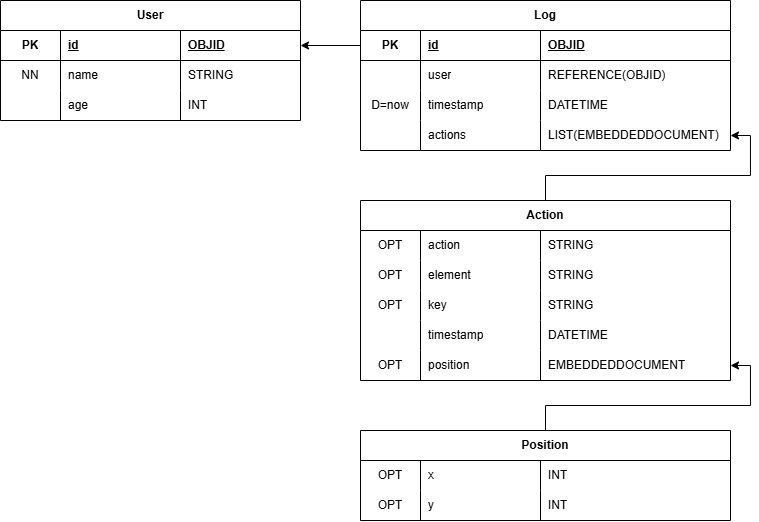 User
PK id OBJID
NN name STRING
age INT
Log
PK id OBJID
user REFERENCE(OBJID)
D=now timestamp DATETIME
actions LIST(EMBEDDEDDOCUMENT)
Action
OPT action STRING
OPT element STRING
OPT key STRING
timestamp DATETIME
OPT position EMBEDDEDDOCUMENT
Position
OPT x INT
OPT y INT